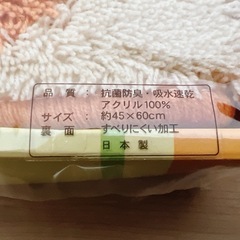 品質：抗菌防臭・吸水速乾
アクリル100%
サイズ：約45×60cm
裏面：すべりにくい加工
日本製